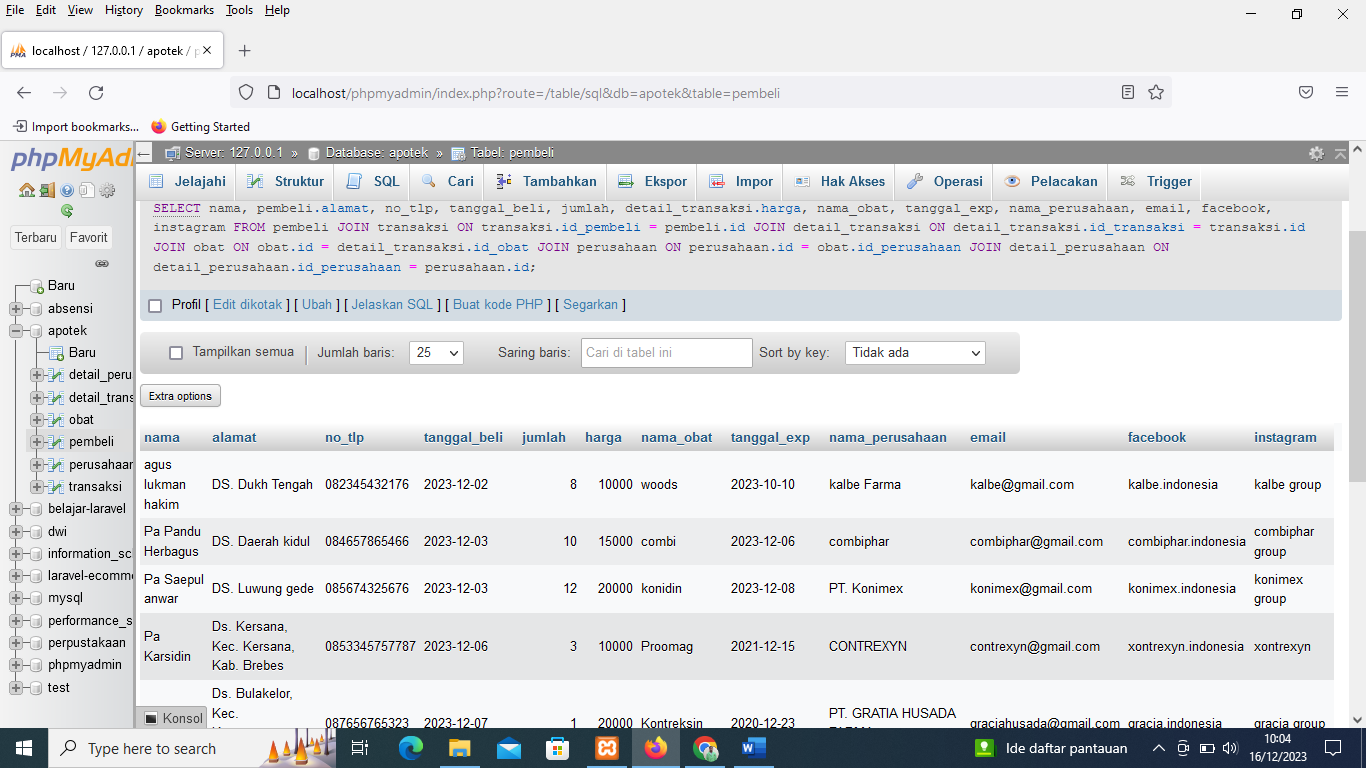 File Edit View History Bookmarks Tools Help
localhost / 127.0.0.1 / apotek / p
localhost/phpmyadmin/index.php?route=/table/sql&db=apotek&table=pembeli
Import bookmarks... Getting Started
phpMyAd
Server: 127.0.0.1 » Database: apotek » Tabel: pembeli
Jelajahi Struktur SQL Cari Tambahkan Ekspor Impor Hak Akses Operasi Pelacakan Trigger
Terbaru Favorit
Baru
absensi
apotek
Baru
detail_peru
detail_trans
obat
pembeli
perusahaan
transaksi
belajar-laravel
dwi
information_sc
laravel-ecomme
mysql
performance_s
perpustakaan
phpmyadmin
test
SELECT nama, pembeli.alamat, no_tlp, tanggal_beli, jumlah, detail_transaksi.harga, nama_obat, tanggal_exp, nama_perusahaan, email, facebook,
instagram FROM pembeli JOIN transaksi ON transaksi.id_pembeli = pembeli.id JOIN detail_transaksi ON detail_transaksi.id_transaksi = transaksi.id
JOIN obat ON obat.id = detail_transaksi.id_obat JOIN perusahaan ON perusahaan.id = obat.id_perusahaan JOIN detail_perusahaan ON
detail_perusahaan.id_perusahaan = perusahaan.id;
Profil [ Edit dikotak ] [ Ubah ] [ Jelaskan SQL ] [ Buat kode PHP ] [ Segarkan ]
Tampilkan semua Jumlah baris: 25 Saring baris: Cari di tabel ini Sort by key: Tidak ada
Extra options
nama alamat no_tlp tanggal_beli jumlah harga nama_obat tanggal_exp nama_perusahaan email facebook instagram
agus lukman hakim DS. Dukh Tengah 082345432176 2023-12-02 8 10000 woods 2023-10-10 kalbe Farma kalbe@gmail.com kalbe.indonesia kalbe group
Pa Pandu Herbagus DS. Daerah kidul 084657865466 2023-12-03 10 15000 combi 2023-12-06 combiphar combiphar@gmail.com combiphar.indonesia combiphar group
Pa Saepul anwar DS. Luwung gede 085674325676 2023-12-03 12 20000 konidin 2023-12-08 PT. Konimex konimex@gmail.com konimex.indonesia konimex group
Pa Karsidin Ds. Kersana, Kec. Kersana, Kab. Brebes 0853345757787 2023-12-06 3 10000 Proomag 2021-12-15 CONTREXYN contrexyn@gmail.com xontrexyn.indonesia xontrexyn
Ds. Bulakelor, Kec. 087656765323 2023-12-07 1 20000 Kontreksin 2020-12-23 PT. GRATIA HUSADA graciahusada@gmail.com gracia.indonesia gracia group
Konsol
Type here to search
Ide daftar pantauan
10:04
16/12/2023